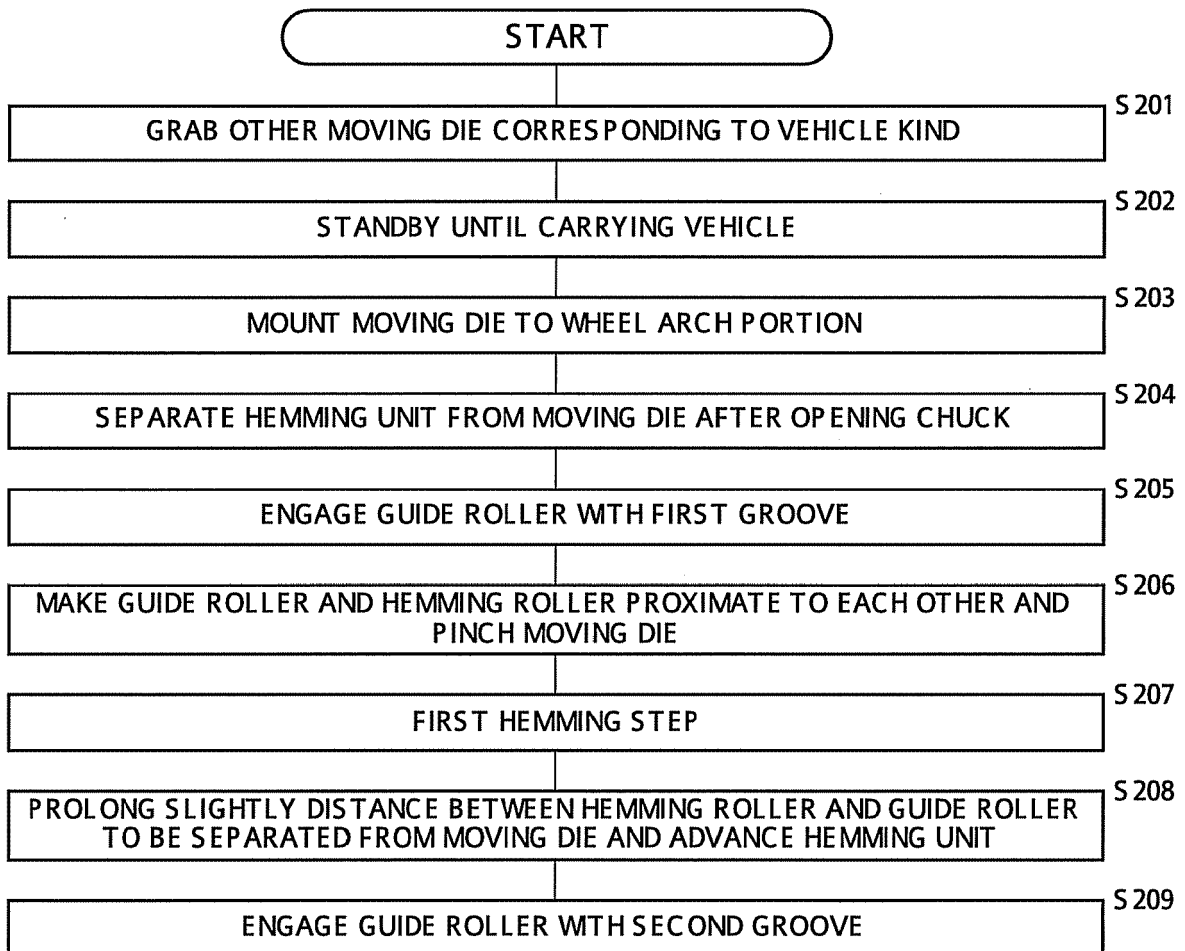 START
S201
GRAB OTHER MOVING DIE CORRESPONDING TO VEHICLE KIND
S202
STANDBY UNTIL CARRYING VEHICLE
S203
MOUNT MOVING DIE TO WHEEL ARCH PORTION
S204
SEPARATE HEMMING UNIT FROM MOVING DIE AFTER OPENING CHUCK
S205
ENGAGE GUIDE ROLLER WITH FIRST GROOVE
S206
MAKE GUIDE ROLLER AND HEMMING ROLLER PROXIMATE TO EACH OTHER AND
PINCH MOVING DIE
S207
FIRST HEMMING STEP
S208
PROLONG SLIGHTLY DISTANCE BETWEEN HEMMING ROLLER AND GUIDE ROLLER
TO BE SEPARATED FROM MOVING DIE AND ADVANCE HEMMING UNIT
S209
ENGAGE GUIDE ROLLER WITH SECOND GROOVE